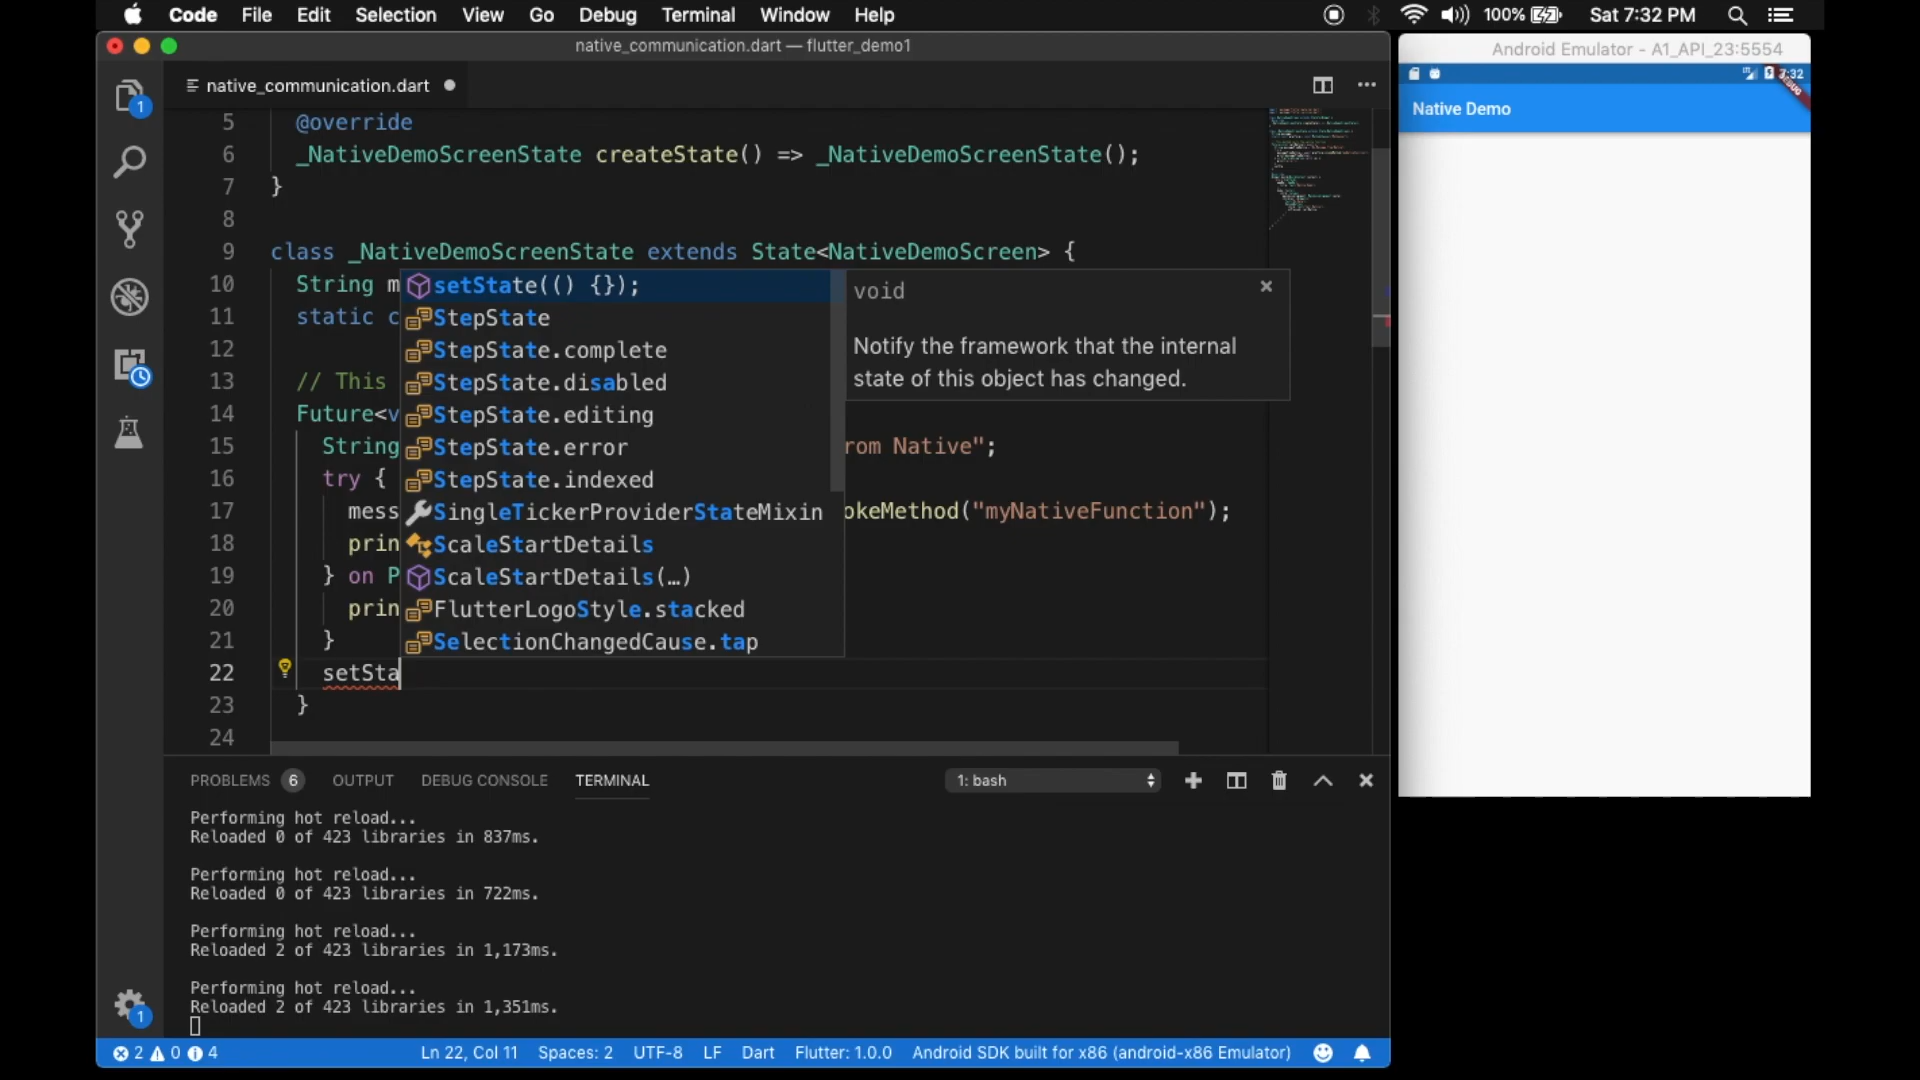 Code File Edit Selection View Go Debug Terminal Window Help 100% Sat 7:32 PM
native_communication.dart — flutter_demo1
Android Emulator - A1_API_23:5554
7:32
DEBUG
Native Demo
native_communication.dart
1
5 @override
6 _NativeDemoScreenState createState() => _NativeDemoScreenState();
7 }
8
9 class _NativeDemoScreenState extends State<NativeDemoScreen> {
10 String m
11 static c
12
13 // This
14 Future<v
15 String rom Native";
16 try {
17 mess okeMethod("myNativeFunction");
18 prin
19 } on P
20 prin
21 }
22 setSta
23 }
24
setState(() {});
StepState
StepState.complete
StepState.disabled
StepState.editing
StepState.error
StepState.indexed
SingleTickerProviderStateMixin
ScaleStartDetails
ScaleStartDetails(…)
FlutterLogoStyle.stacked
SelectionChangedCause.tap
void
Notify the framework that the internal
state of this object has changed.
PROBLEMS 6 OUTPUT DEBUG CONSOLE TERMINAL 1: bash
Performing hot reload...
Reloaded 0 of 423 libraries in 837ms.
Performing hot reload...
Reloaded 0 of 423 libraries in 722ms.
Performing hot reload...
Reloaded 2 of 423 libraries in 1,173ms.
Performing hot reload...
Reloaded 2 of 423 libraries in 1,351ms.
1
2 0 4 Ln 22, Col 11 Spaces: 2 UTF-8 LF Dart Flutter: 1.0.0 Android SDK built for x86 (android-x86 Emulator)